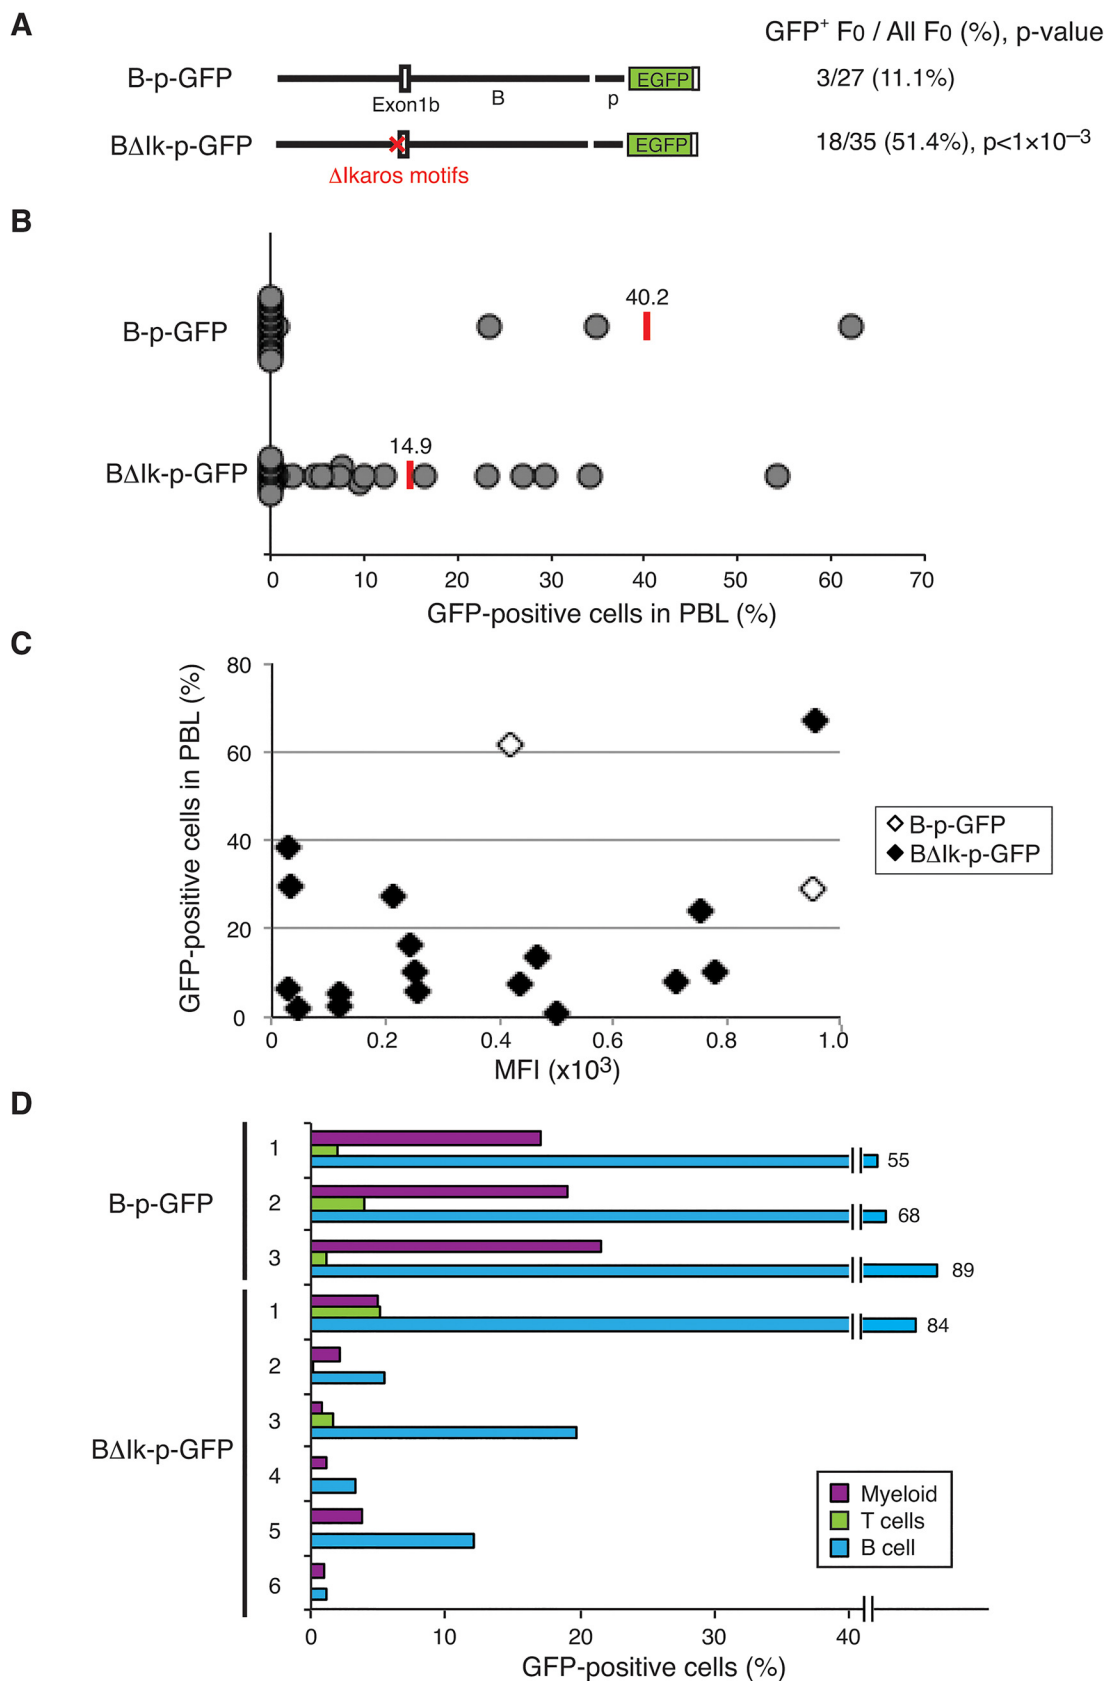 A
GFP⁺ F0 / All F0 (%), p-value
B-p-GFP
EGFP
3/27 (11.1%)
Exon1b
B
p
BΔIk-p-GFP
EGFP
18/35 (51.4%), p<1×10⁻³
ΔIkaros motifs
B
40.2
B-p-GFP
14.9
BΔIk-p-GFP
0 10 20 30 40 50 60 70
GFP-positive cells in PBL (%)
C
GFP-positive cells in PBL (%)
80
60
40
20
0
B-p-GFP
BΔIk-p-GFP
0 0.2 0.4 0.6 0.8 1.0
MFI (x10³)
D
B-p-GFP
1
55
2
68
3
89
BΔIk-p-GFP
1
84
2
3
4
5
6
Myeloid
T cells
B cell
0 10 20 30 40
GFP-positive cells (%)